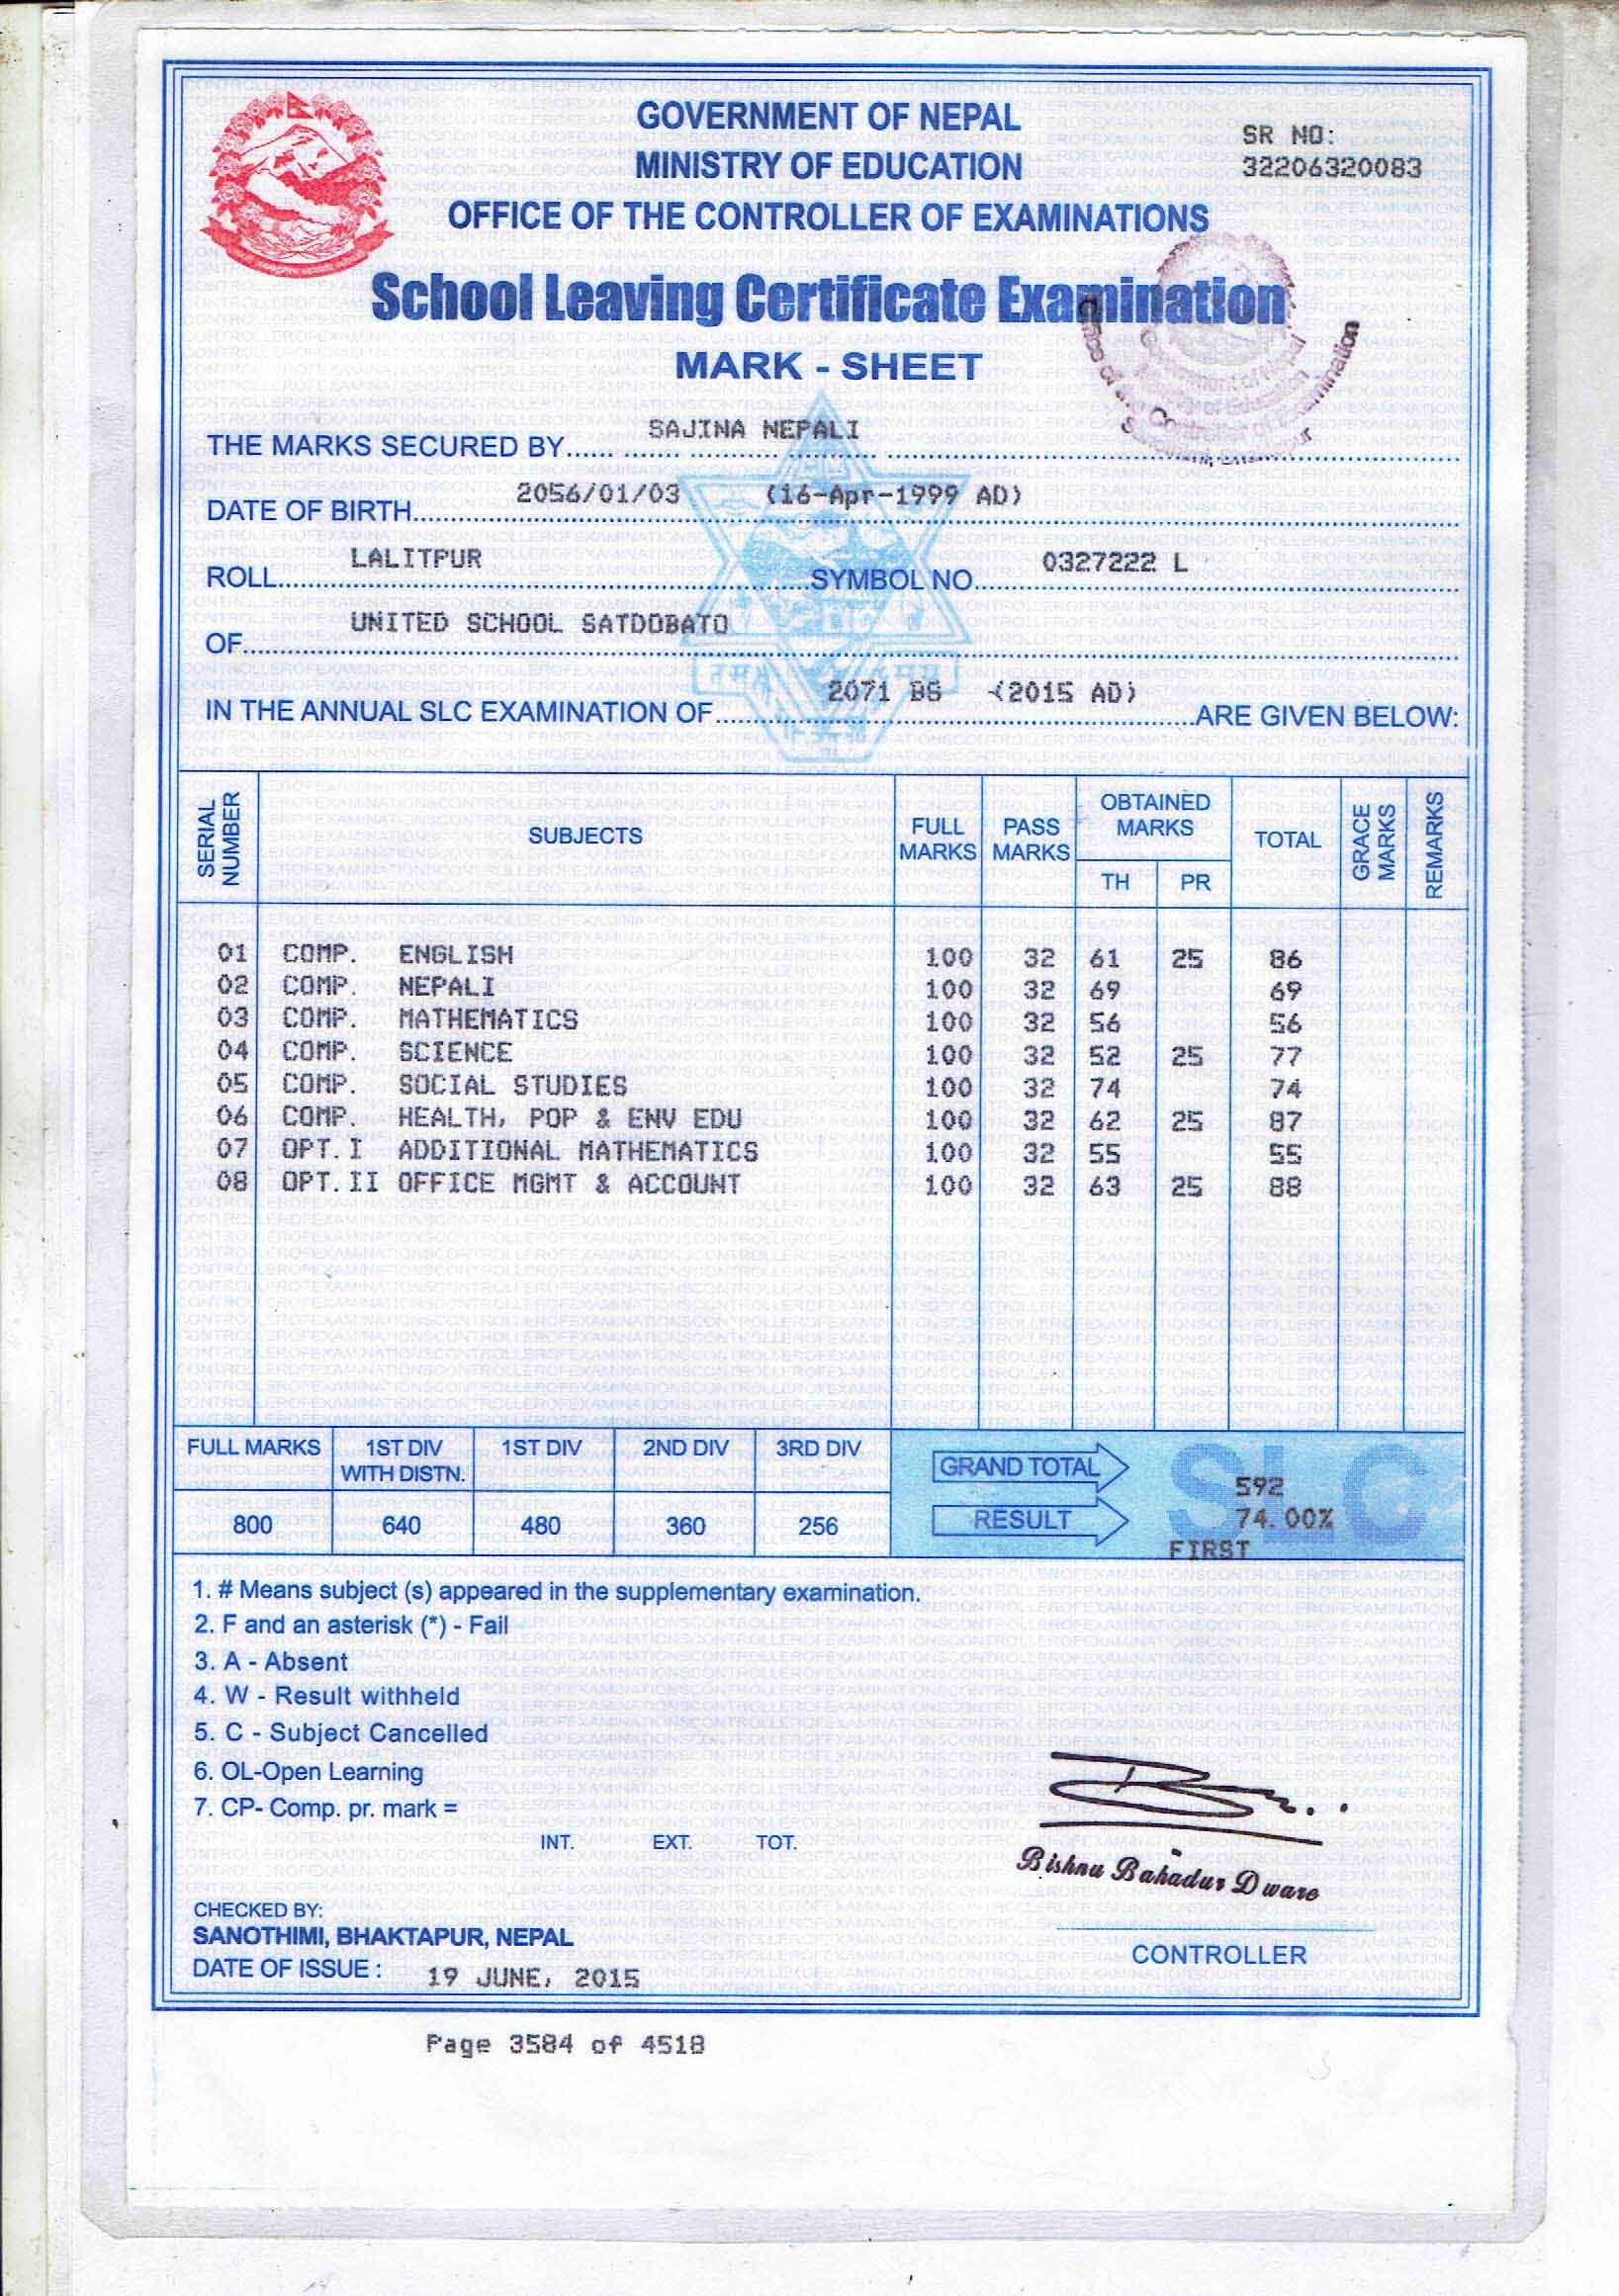 GOVERNMENT OF NEPAL
MINISTRY OF EDUCATION
OFFICE OF THE CONTROLLER OF EXAMINATIONS
SR NO:
32206320083
School Leaving Certificate Examination
MARK - SHEET
THE MARKS SECURED BY SAJINA NEPALI
DATE OF BIRTH 2056/01/03 (16-Apr-1999 AD)
ROLL LALITPUR SYMBOL NO. 0327222 L
OF UNITED SCHOOL SATDOBATO
IN THE ANNUAL SLC EXAMINATION OF 2071 BS (2015 AD) ARE GIVEN BELOW:
SERIAL NUMBER SUBJECTS FULL MARKS PASS MARKS OBTAINED MARKS TH PR TOTAL GRACE MARKS REMARKS
01 COMP. ENGLISH 100 32 61 25 86
02 COMP. NEPALI 100 32 69 69
03 COMP. MATHEMATICS 100 32 56 56
04 COMP. SCIENCE 100 32 52 25 77
05 COMP. SOCIAL STUDIES 100 32 74 74
06 COMP. HEALTH, POP & ENV EDU 100 32 62 25 87
07 OPT. I ADDITIONAL MATHEMATICS 100 32 55 55
08 OPT. II OFFICE MGMT & ACCOUNT 100 32 63 25 88
FULL MARKS 1ST DIV WITH DISTN. 1ST DIV 2ND DIV 3RD DIV
800 640 480 360 256
GRAND TOTAL 592
RESULT 74.00%
FIRST
SLC
1. # Means subject (s) appeared in the supplementary examination.
2. F and an asterisk (*) - Fail
3. A - Absent
4. W - Result withheld
5. C - Subject Cancelled
6. OL-Open Learning
7. CP- Comp. pr. mark =
INT. EXT. TOT.
Bishnu Bahadur Dware
CONTROLLER
CHECKED BY:
SANOTHIMI, BHAKTAPUR, NEPAL
DATE OF ISSUE : 19 JUNE, 2015
Page 3584 of 4518